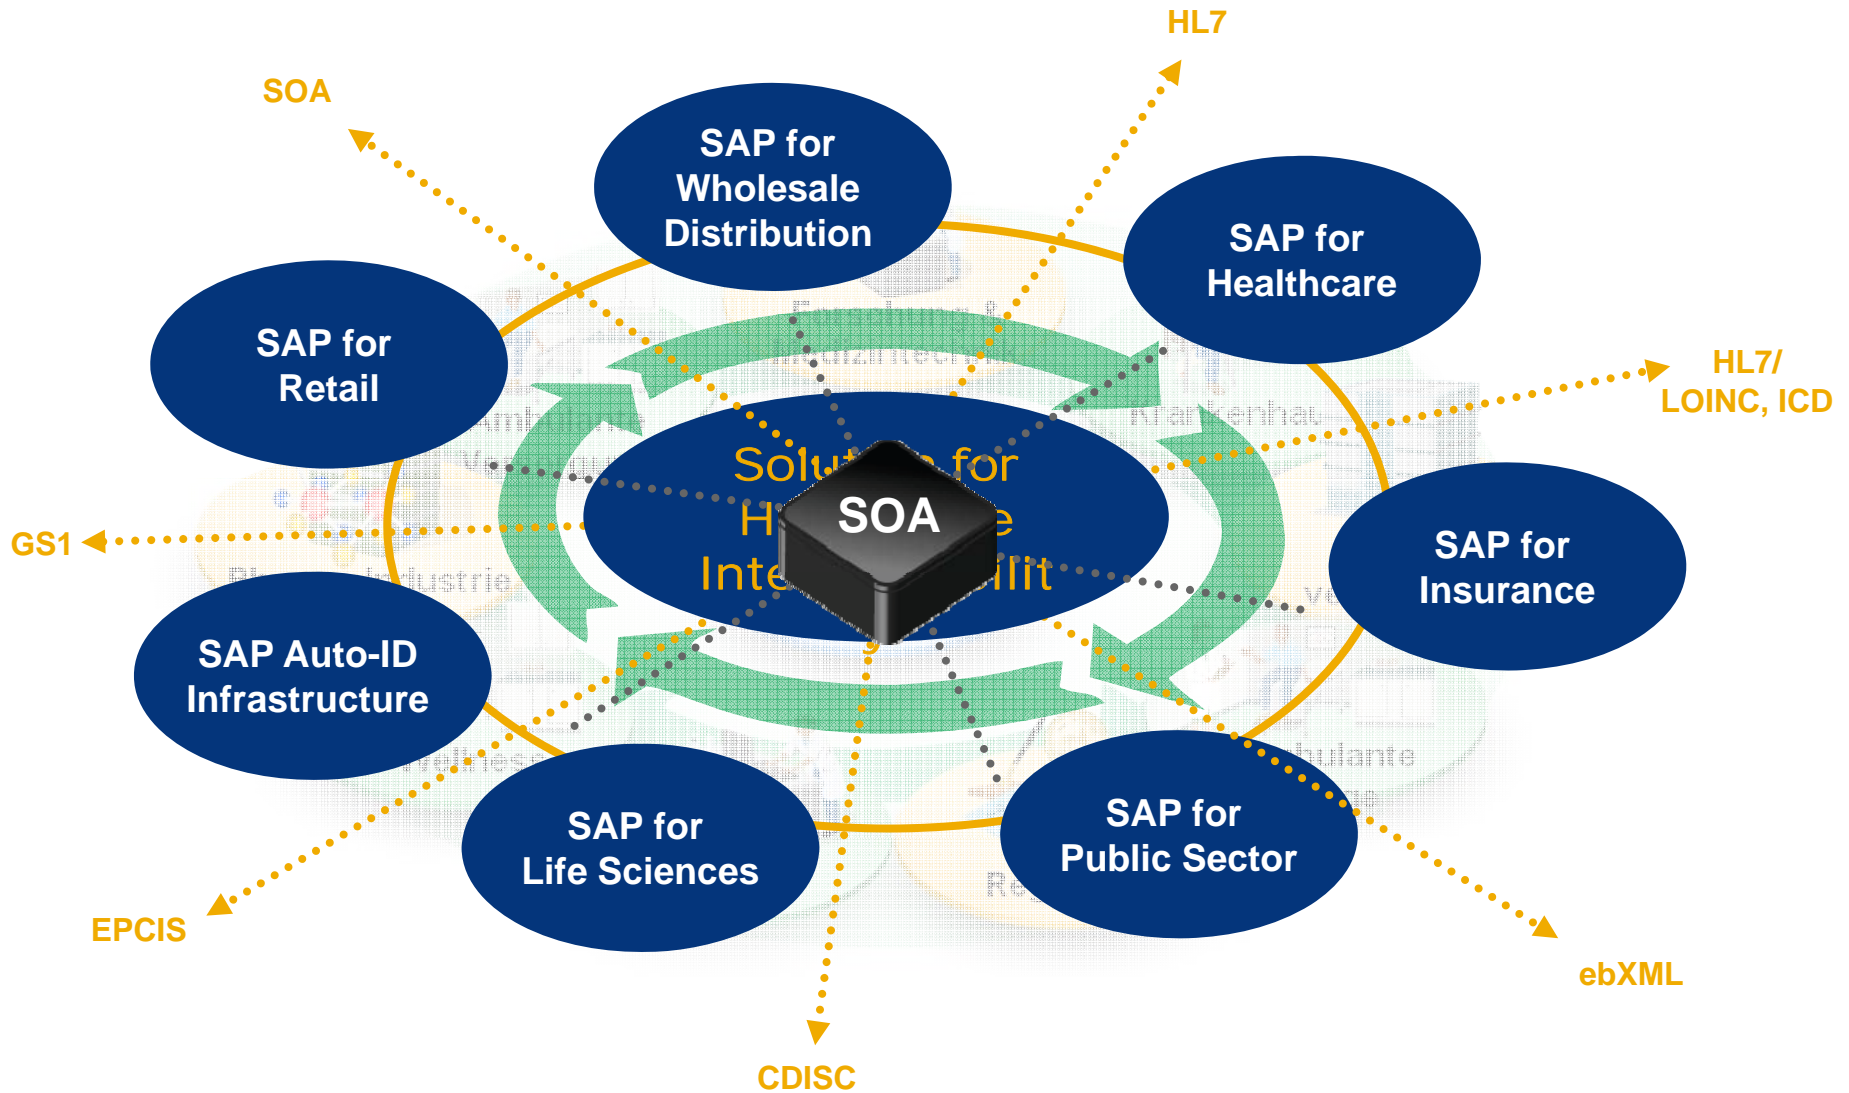 HL7
SOA
SAP for
Wholesale
Distribution
SAP for
Healthcare
SAP for
Retail
HL7/
LOINC, ICD
for
SOA
GS1
SAP for
Insurance
SAP Auto-ID
Infrastructure
SAP for
Life Sciences
SAP for
Public Sector
EPCIS
ebXML
CDISC